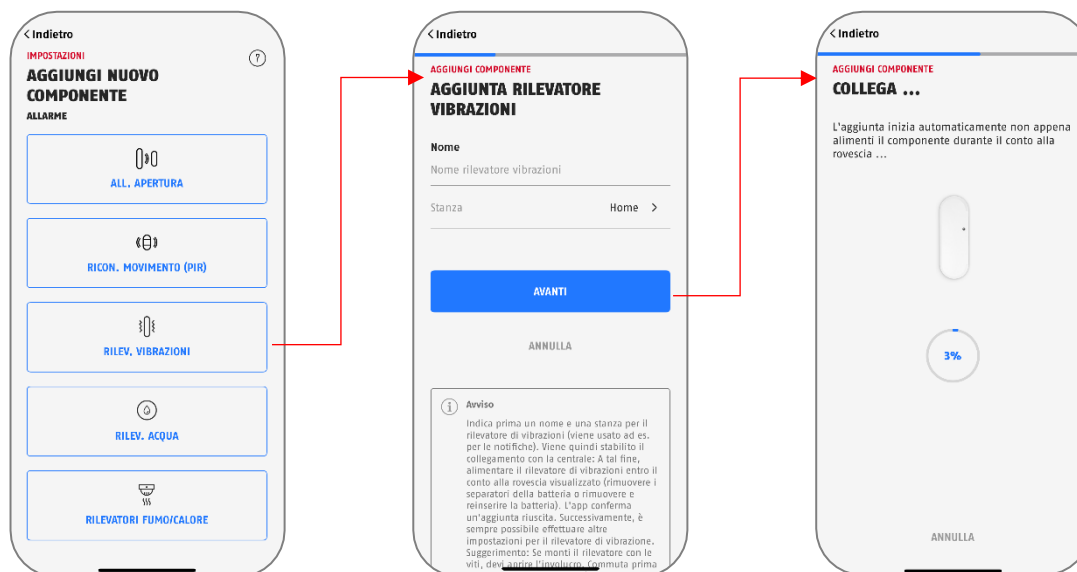 < Indietro
IMPOSTAZIONI
?
AGGIUNGI NUOVO
COMPONENTE
ALLARME
ALL. APERTURA
RICON. MOVIMENTO (PIR)
RILEV. VIBRAZIONI
RILEV. ACQUA
RILEVATORI FUMO/CALORE
< Indietro
AGGIUNGI COMPONENTE
AGGIUNTA RILEVATORE
VIBRAZIONI
Nome
Nome rilevatore vibrazioni
Stanza Home >
AVANTI
ANNULLA
i Avviso
Indica prima un nome e una stanza per il
rilevatore di vibrazioni (viene usato ad es.
per le notifiche). Viene quindi stabilito il
collegamento con la centrale: A tal fine,
alimentare il rilevatore di vibrazioni entro il
conto alla rovescia visualizzato (rimuovere i
separatori della batteria o rimuovere e
reinserire la batteria). L'app conferma
un'aggiunta riuscita. Successivamente, è
sempre possibile effettuare altre
impostazioni per il rilevatore di vibrazione.
Suggerimento: Se monti il rilevatore con le
viti, devi aprire l'involucro. Commuta prima
< Indietro
AGGIUNGI COMPONENTE
COLLEGA ...
L'aggiunta inizia automaticamente non appena
alimenti il componente durante il conto alla
rovescia ...
3%
ANNULLA